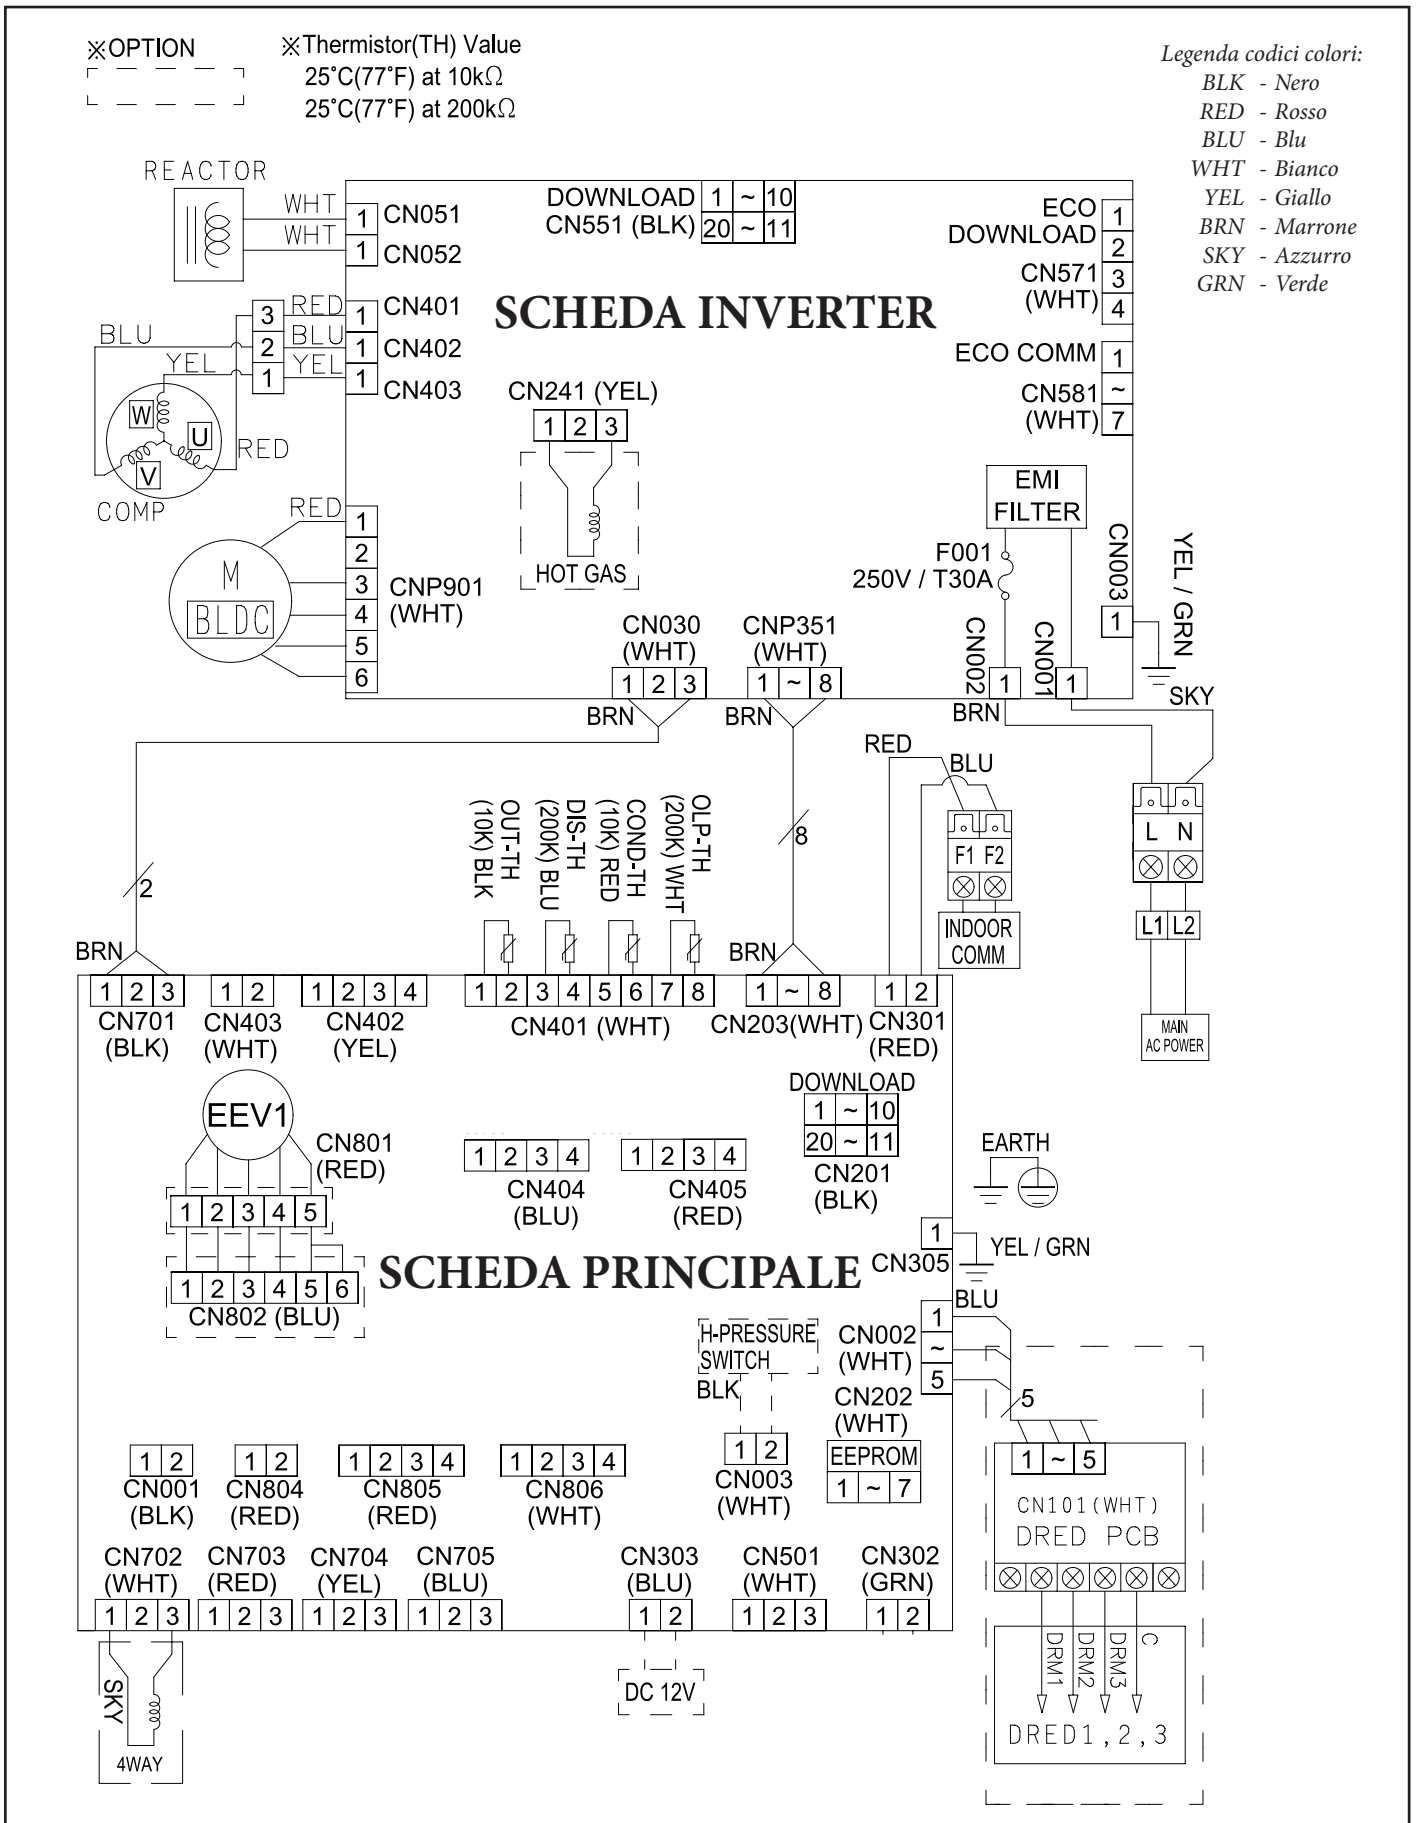 ※OPTION
※Thermistor(TH) Value
25°C(77°F) at 10kΩ
25°C(77°F) at 200kΩ
Legenda codici colori:
BLK - Nero
RED - Rosso
BLU - Blu
WHT - Bianco
YEL - Giallo
BRN - Marrone
SKY - Azzurro
GRN - Verde
REACTOR
WHT 1 CN051
WHT 1 CN052
DOWNLOAD 1 ~ 10
CN551 (BLK) 20 ~ 11
ECO 1
DOWNLOAD 2
CN571 3
(WHT) 4
SCHEDA INVERTER
3 RED 1 CN401
BLU 2 BLU 1 CN402
YEL 1 YEL 1 CN403
ECO COMM 1
CN581 ~
(WHT) 7
W
U
V
RED
COMP
CN241 (YEL)
1 2 3
HOT GAS
EMI
FILTER
F001
250V / T30A
CN003
1
YEL / GRN
RED 1
2
3
4
5
6
CNP901
(WHT)
M
BLDC
CN030
(WHT)
1 2 3
BRN
CNP351
(WHT)
1 ~ 8
BRN
CN002
1
BRN
CN001
1
SKY
RED
BLU
F1 F2
INDOOR
COMM
L N
L1 L2
MAIN
AC POWER
2
8
OUT-TH
(10K) BLK
DIS-TH
(200K) BLU
COND-TH
(10K) RED
OLP-TH
(200K) WHT
BRN
BRN
1 2 3
CN701
(BLK)
1 2
CN403
(WHT)
1 2 3 4
CN402
(YEL)
1 2 3 4 5 6 7 8
CN401 (WHT)
1 ~ 8
CN203(WHT)
1 2
CN301
(RED)
EEV1
CN801
(RED)
1 2 3 4 5
1 2 3 4 5 6
CN802 (BLU)
1 2 3 4
CN404
(BLU)
1 2 3 4
CN405
(RED)
DOWNLOAD
1 ~ 10
20 ~ 11
CN201
(BLK)
EARTH
1
CN305
YEL / GRN
SCHEDA PRINCIPALE
BLU
1
~
5
CN002
(WHT)
H-PRESSURE
SWITCH
BLK
1 2
CN003
(WHT)
CN202
(WHT)
EEPROM
1 ~ 7
5
1 ~ 5
CN101(WHT)
DRED PCB
DRM1
DRM2
DRM3
C
DRED1,2,3
1 2
CN001
(BLK)
1 2
CN804
(RED)
1 2 3 4
CN805
(RED)
1 2 3 4
CN806
(WHT)
CN702
(WHT)
1 2 3
CN703
(RED)
1 2 3
CN704
(YEL)
1 2 3
CN705
(BLU)
1 2 3
CN303
(BLU)
1 2
CN501
(WHT)
1 2 3
CN302
(GRN)
1 2
SKY
4WAY
DC 12V